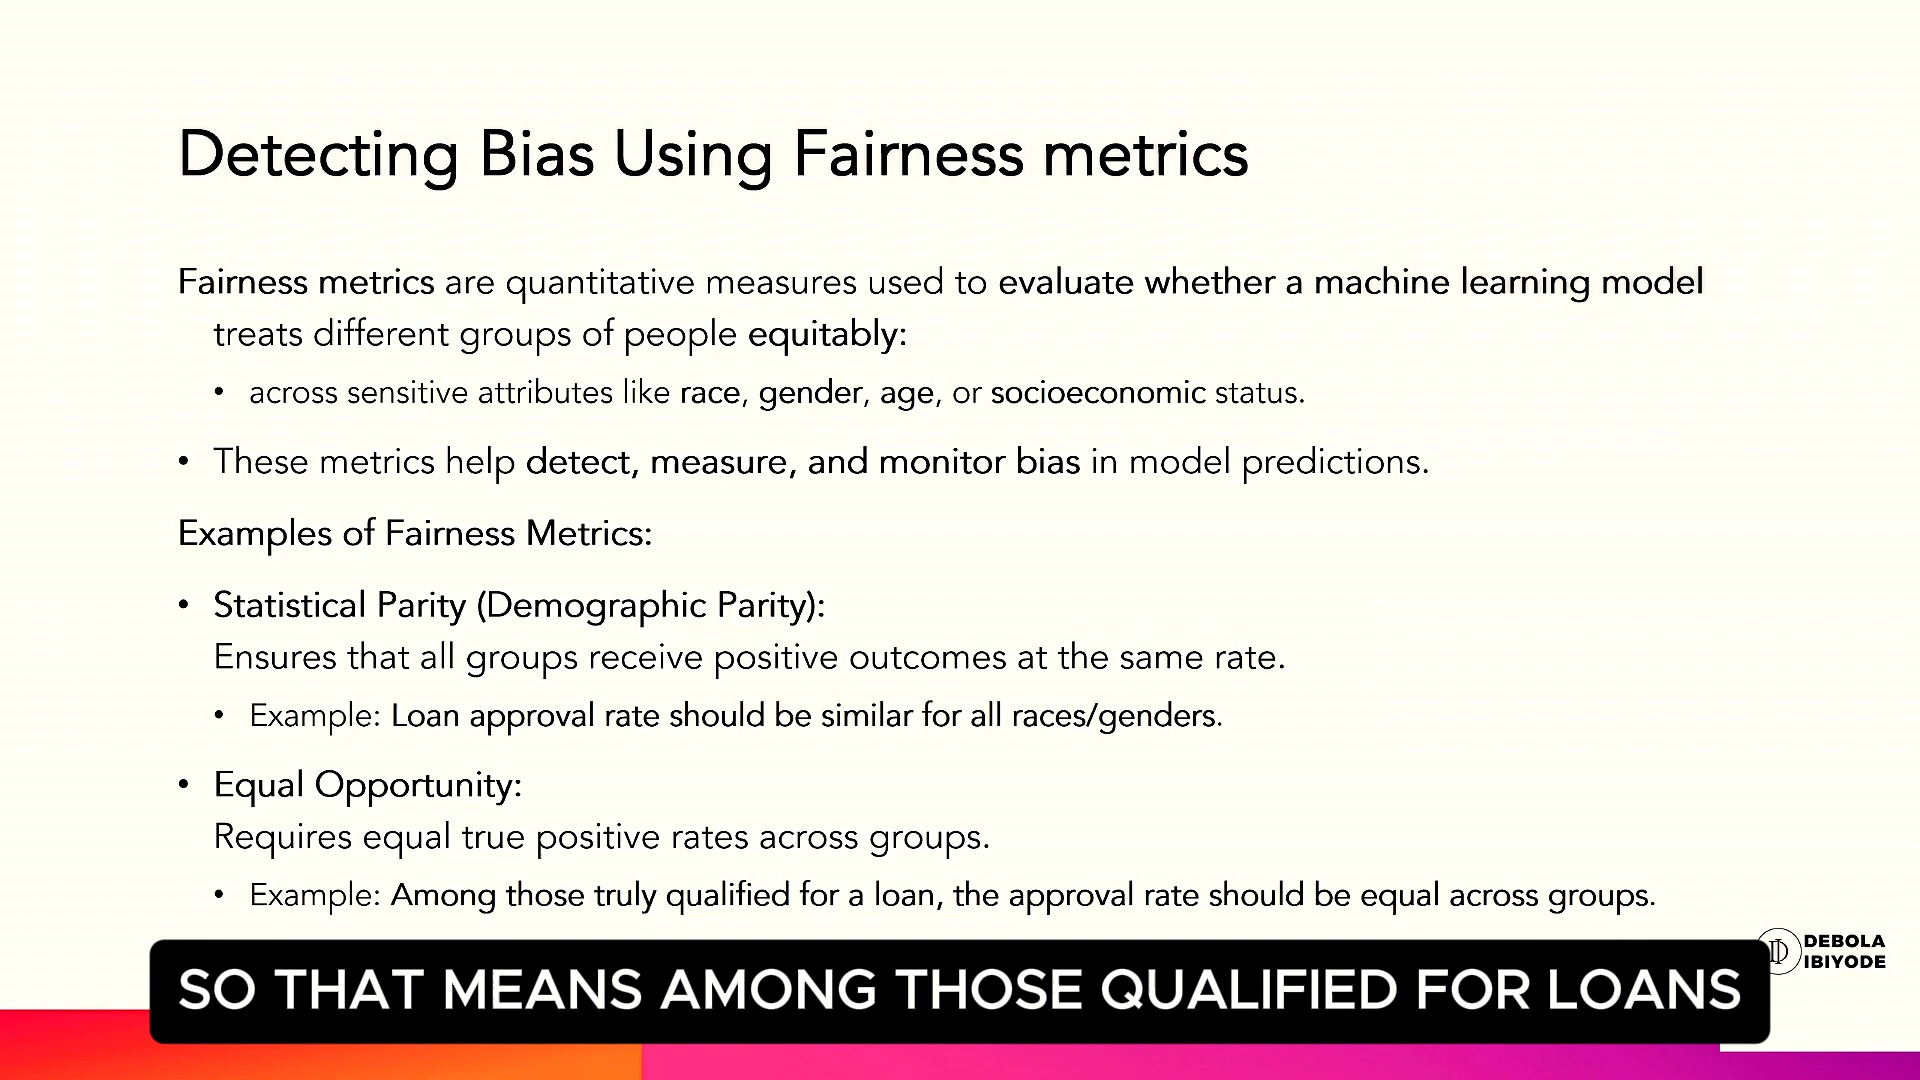 Detecting Bias Using Fairness metrics
Fairness metrics are quantitative measures used to evaluate whether a machine learning model
treats different groups of people equitably:
• across sensitive attributes like race, gender, age, or socioeconomic status.
• These metrics help detect, measure, and monitor bias in model predictions.
Examples of Fairness Metrics:
• Statistical Parity (Demographic Parity):
Ensures that all groups receive positive outcomes at the same rate.
• Example: Loan approval rate should be similar for all races/genders.
• Equal Opportunity:
Requires equal true positive rates across groups.
• Example: Among those truly qualified for a loan, the approval rate should be equal across groups.
DEBOLA
IBIYODE
SO THAT MEANS AMONG THOSE QUALIFIED FOR LOANS